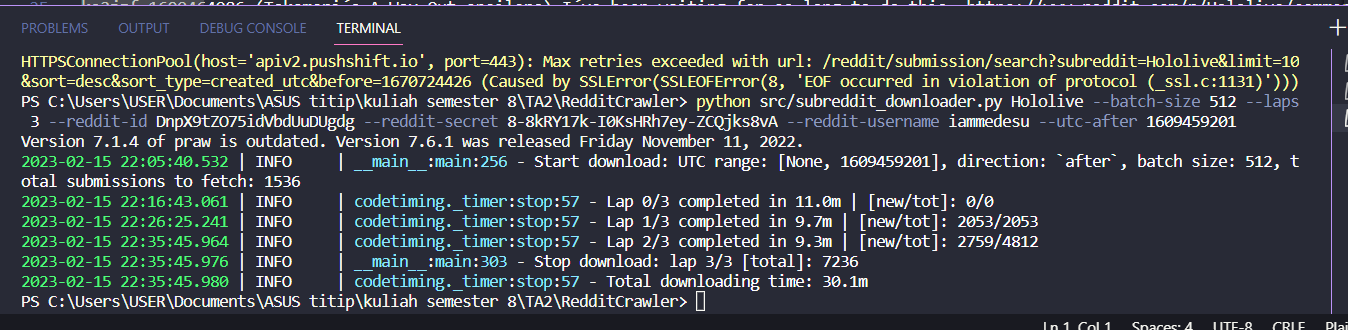 PROBLEMS OUTPUT DEBUG CONSOLE TERMINAL
HTTPSConnectionPool(host='apiv2.pushshift.io', port=443): Max retries exceeded with url: /reddit/submission/search?subreddit=Hololive&limit=10
&sort=desc&sort_type=created_utc&before=1670724426 (Caused by SSLError(SSLEOFError(8, 'EOF occurred in violation of protocol (_ssl.c:1131)')))
PS C:\Users\USER\Documents\ASUS titip\kuliah semester 8\TA2\RedditCrawler> python src/subreddit_downloader.py Hololive --batch-size 512 --laps
3 --reddit-id DnpX9tZO75idVbdUuDUgdg --reddit-secret 8-8kRY17k-I0KsHRh7ey-ZCQjks8vA --reddit-username iammedesu --utc-after 1609459201
Version 7.1.4 of praw is outdated. Version 7.6.1 was released Friday November 11, 2022.
2023-02-15 22:05:40.532 | INFO | __main__:main:256 - Start download: UTC range: [None, 1609459201], direction: `after`, batch size: 512, t
otal submissions to fetch: 1536
2023-02-15 22:16:43.061 | INFO | codetiming._timer:stop:57 - Lap 0/3 completed in 11.0m | [new/tot]: 0/0
2023-02-15 22:26:25.241 | INFO | codetiming._timer:stop:57 - Lap 1/3 completed in 9.7m | [new/tot]: 2053/2053
2023-02-15 22:35:45.964 | INFO | codetiming._timer:stop:57 - Lap 2/3 completed in 9.3m | [new/tot]: 2759/4812
2023-02-15 22:35:45.976 | INFO | __main__:main:303 - Stop download: lap 3/3 [total]: 7236
2023-02-15 22:35:45.980 | INFO | codetiming._timer:stop:57 - Total downloading time: 30.1m
PS C:\Users\USER\Documents\ASUS titip\kuliah semester 8\TA2\RedditCrawler>
Ln 1, Col 1 Spaces: 4 UTF-8 CRLF